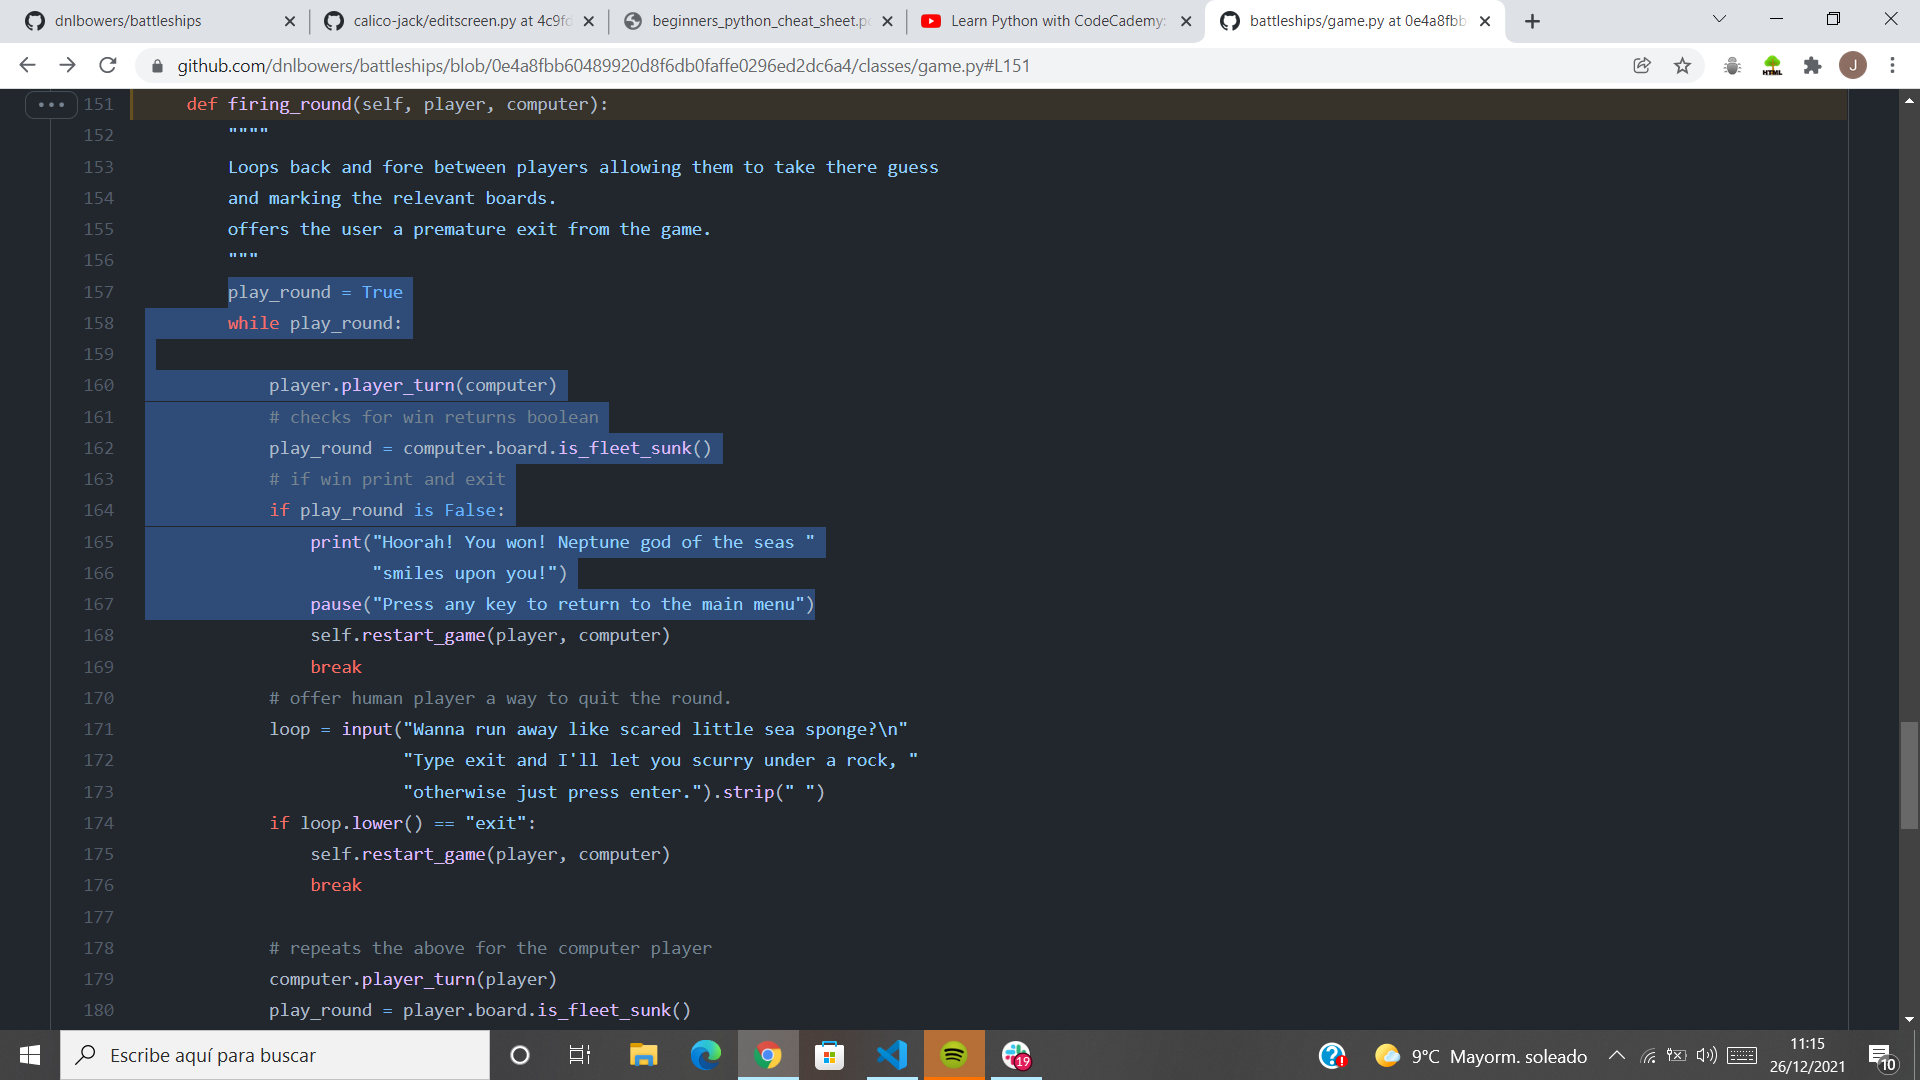 dnlbowers/battleships
calico-jack/editscreen.py at 4c9f
beginners_python_cheat_sheet.p
Learn Python with CodeCademy:
battleships/game.py at 0e4a8fbb
github.com/dnlbowers/battleships/blob/0e4a8fbb60489920d8f6db0faffe0296ed2dc6a4/classes/game.py#L151
HTML
J
151 def firing_round(self, player, computer):
152 """"
153 Loops back and fore between players allowing them to take there guess
154 and marking the relevant boards.
155 offers the user a premature exit from the game.
156 """
157 play_round = True
158 while play_round:
159
160 player.player_turn(computer)
161 # checks for win returns boolean
162 play_round = computer.board.is_fleet_sunk()
163 # if win print and exit
164 if play_round is False:
165 print("Hoorah! You won! Neptune god of the seas "
166 "smiles upon you!")
167 pause("Press any key to return to the main menu")
168 self.restart_game(player, computer)
169 break
170 # offer human player a way to quit the round.
171 loop = input("Wanna run away like scared little sea sponge?\n"
172 "Type exit and I'll let you scurry under a rock, "
173 "otherwise just press enter.").strip(" ")
174 if loop.lower() == "exit":
175 self.restart_game(player, computer)
176 break
177
178 # repeats the above for the computer player
179 computer.player_turn(player)
180 play_round = player.board.is_fleet_sunk()
Escribe aquí para buscar
19
9°C Mayorm. soleado
11:15
26/12/2021
10